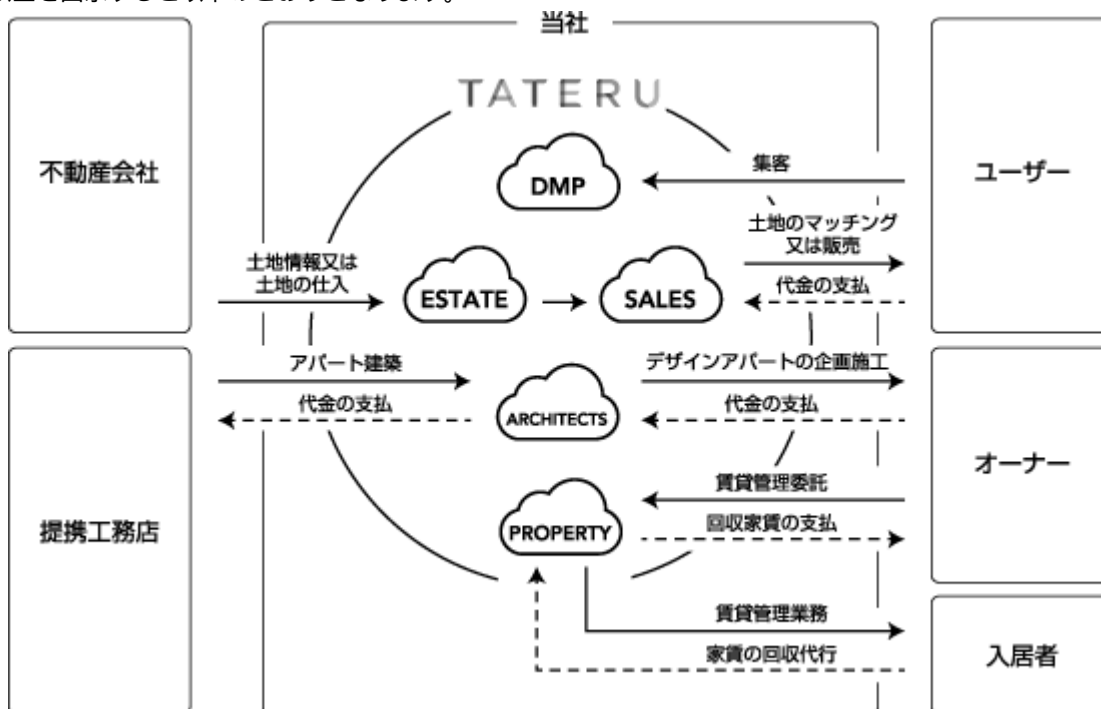 当社
TATERU
不動産会社
DMP
集客
ユーザー
土地のマッチング
又は販売
土地情報又は
土地の仕入
ESTATE
SALES
代金の支払
アパート建築
デザインアパートの企画施工
代金の支払
ARCHITECTS
代金の支払
賃貸管理委託
オーナー
提携工務店
PROPERTY
回収家賃の支払
賃貸管理業務
家賃の回収代行
入居者